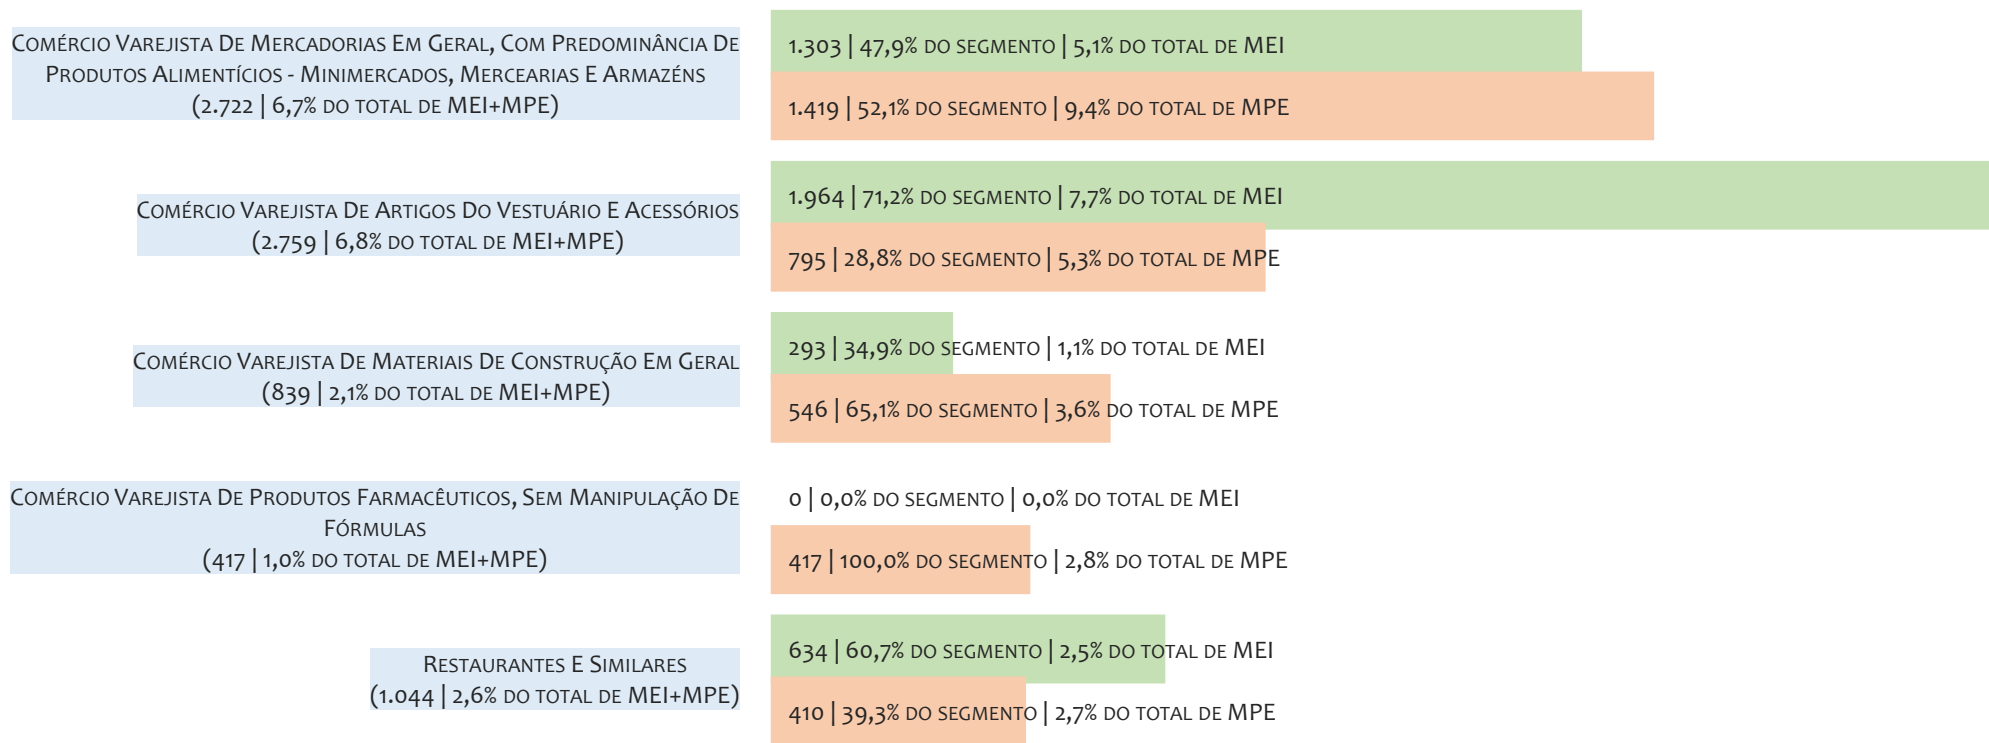 Comércio Varejista De Mercadorias Em Geral, Com Predominância De
Produtos Alimentícios - Minimercados, Mercearias E Armazéns
(2.722 | 6,7% do total de MEI+MPE)
1.303 | 47,9% do segmento | 5,1% do total de MEI
1.419 | 52,1% do segmento | 9,4% do total de MPE
Comércio Varejista De Artigos Do Vestuário E Acessórios
(2.759 | 6,8% do total de MEI+MPE)
1.964 | 71,2% do segmento | 7,7% do total de MEI
795 | 28,8% do segmento | 5,3% do total de MPE
Comércio Varejista De Materiais De Construção Em Geral
(839 | 2,1% do total de MEI+MPE)
293 | 34,9% do segmento | 1,1% do total de MEI
546 | 65,1% do segmento | 3,6% do total de MPE
Comércio Varejista De Produtos Farmacêuticos, Sem Manipulação De
Fórmulas
(417 | 1,0% do total de MEI+MPE)
0 | 0,0% do segmento | 0,0% do total de MEI
417 | 100,0% do segmento | 2,8% do total de MPE
Restaurantes E Similares
(1.044 | 2,6% do total de MEI+MPE)
634 | 60,7% do segmento | 2,5% do total de MEI
410 | 39,3% do segmento | 2,7% do total de MPE